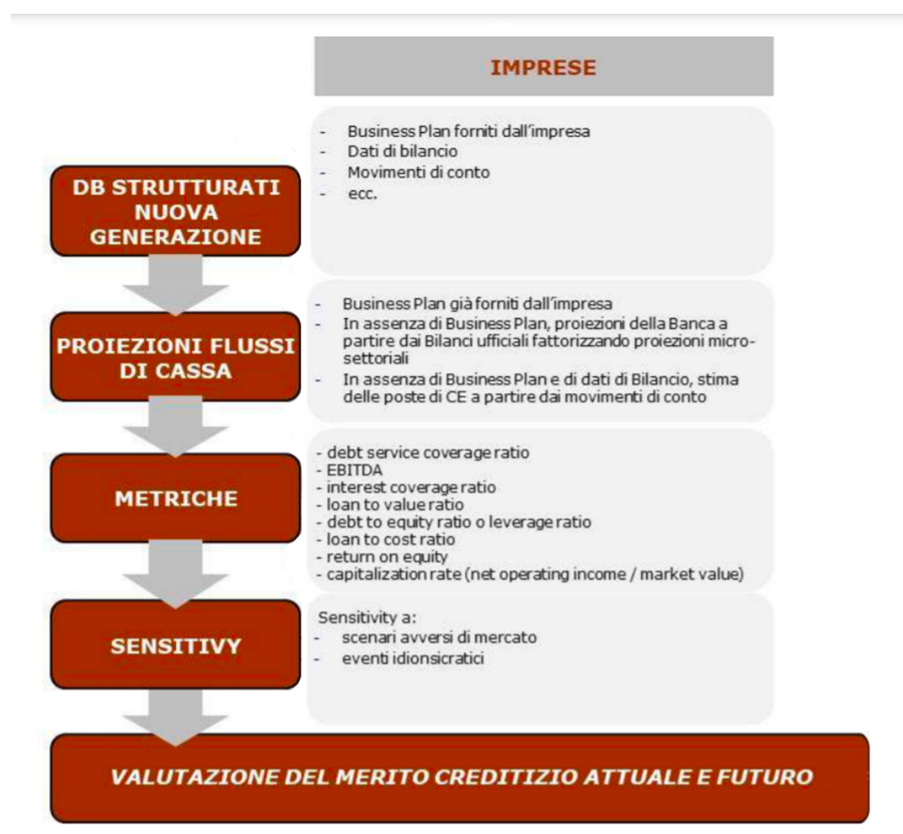 IMPRESE
DB STRUTTURATI
NUOVA
GENERAZIONE
- Business Plan forniti dall'impresa
- Dati di bilancio
- Movimenti di conto
- ecc.
PROIEZIONI FLUSSI
DI CASSA
- Business Plan già forniti dall'impresa
- In assenza di Business Plan, proiezioni della Banca a
partire dai Bilanci ufficiali fattorizzando proiezioni micro-
settoriali
- In assenza di Business Plan e di dati di Bilancio, stima
delle poste di CE a partire dai movimenti di conto
METRICHE
- debt service coverage ratio
- EBITDA
- interest coverage ratio
- loan to value ratio
- debt to equity ratio o leverage ratio
- loan to cost ratio
- return on equity
- capitalization rate (net operating income / market value)
SENSITIVY
Sensitivity a:
- scenari avversi di mercato
- eventi idionsicratici
VALUTAZIONE DEL MERITO CREDITIZIO ATTUALE E FUTURO